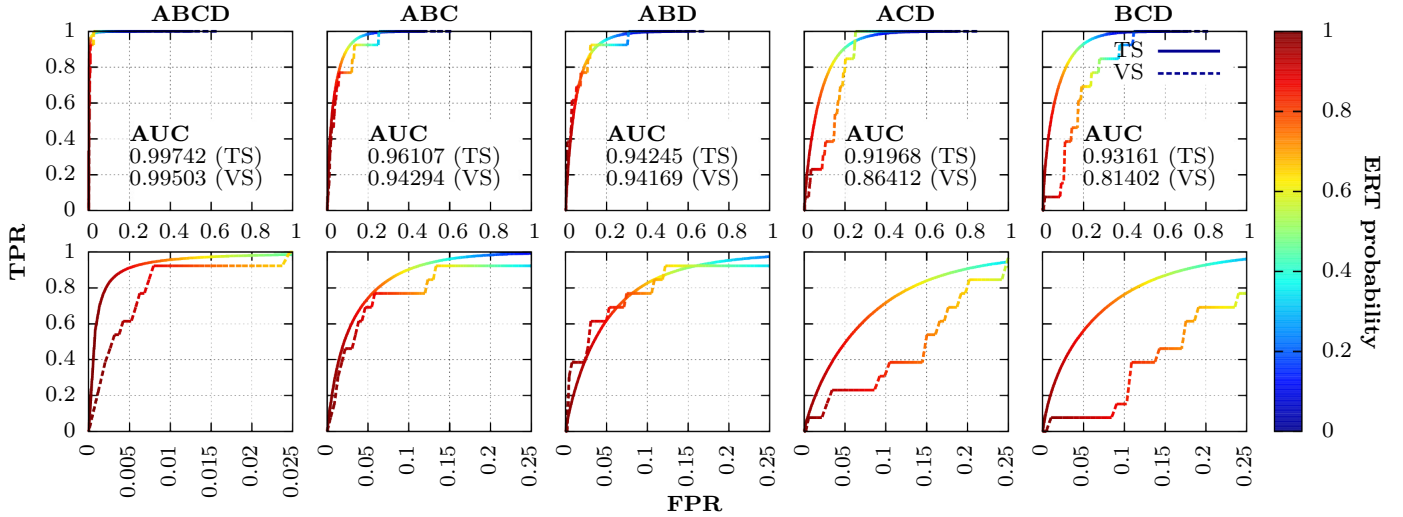 ABCD ABC ABD ACD BCD
1 1
0.8 TS
VS 0.8
0.6
0.4 AUC AUC AUC AUC AUC
0.99742 (TS) 0.96107 (TS) 0.94245 (TS) 0.91968 (TS) 0.93161 (TS)
0.2 0.99503 (VS) 0.94294 (VS) 0.94169 (VS) 0.86412 (VS) 0.81402 (VS)
0
0.2 0.4 0.6 0.8 1 0.2 0.4 0.6 0.8 1 0.2 0.4 0.6 0.8 1 0.2 0.4 0.6 0.8 1 0.2 0.4 0.6 0.8 1
TPR
ERT probability
0.6
0.4
0.2
0
1
0.8
0.6
0.4
0.2
0
0 0.005 0.01 0.015 0.02 0.025 0 0.05 0.1 0.15 0.2 0.25 0 0.05 0.1 0.15 0.2 0.25 0 0.05 0.1 0.15 0.2 0.25 0 0.05 0.1 0.15 0.2 0.25
FPR